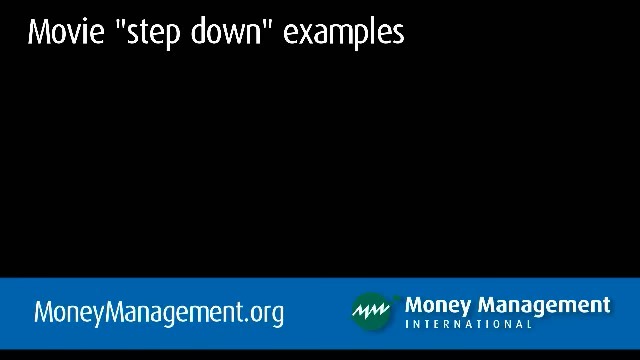 Movie "step down" examples
MoneyManagement.org
Money Management
INTERNATIONAL